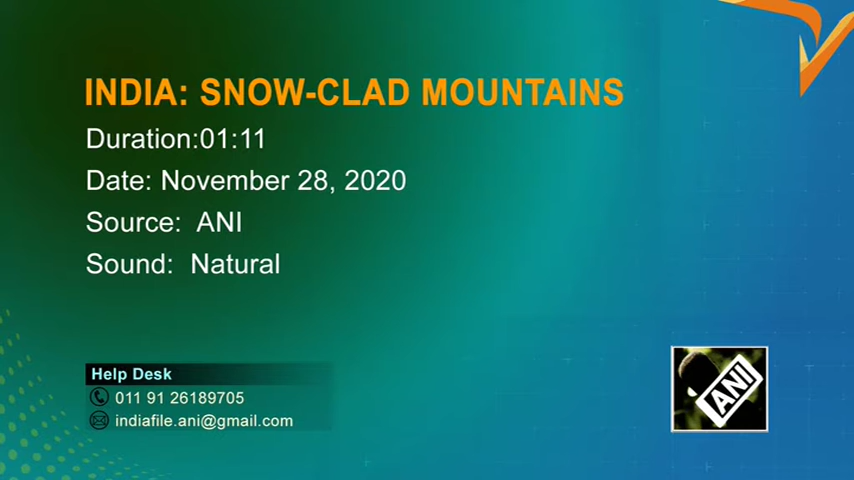 INDIA: SNOW-CLAD MOUNTAINS
Duration:01:11
Date: November 28, 2020
Source: ANI
Sound: Natural
Help Desk
011 91 26189705
indiafile.ani@gmail.com
ANI